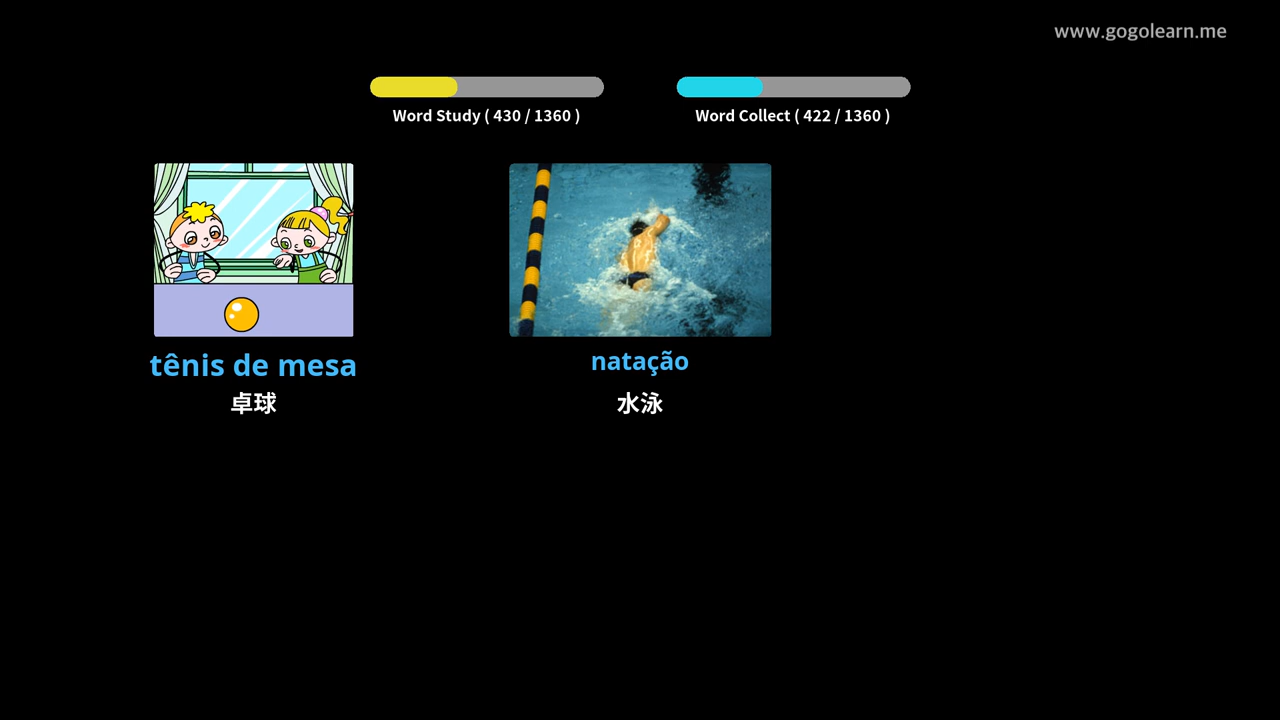 www.gogolearn.me
Word Study ( 430 / 1360 )
Word Collect ( 422 / 1360 )
tênis de mesa
卓球
natação
水泳